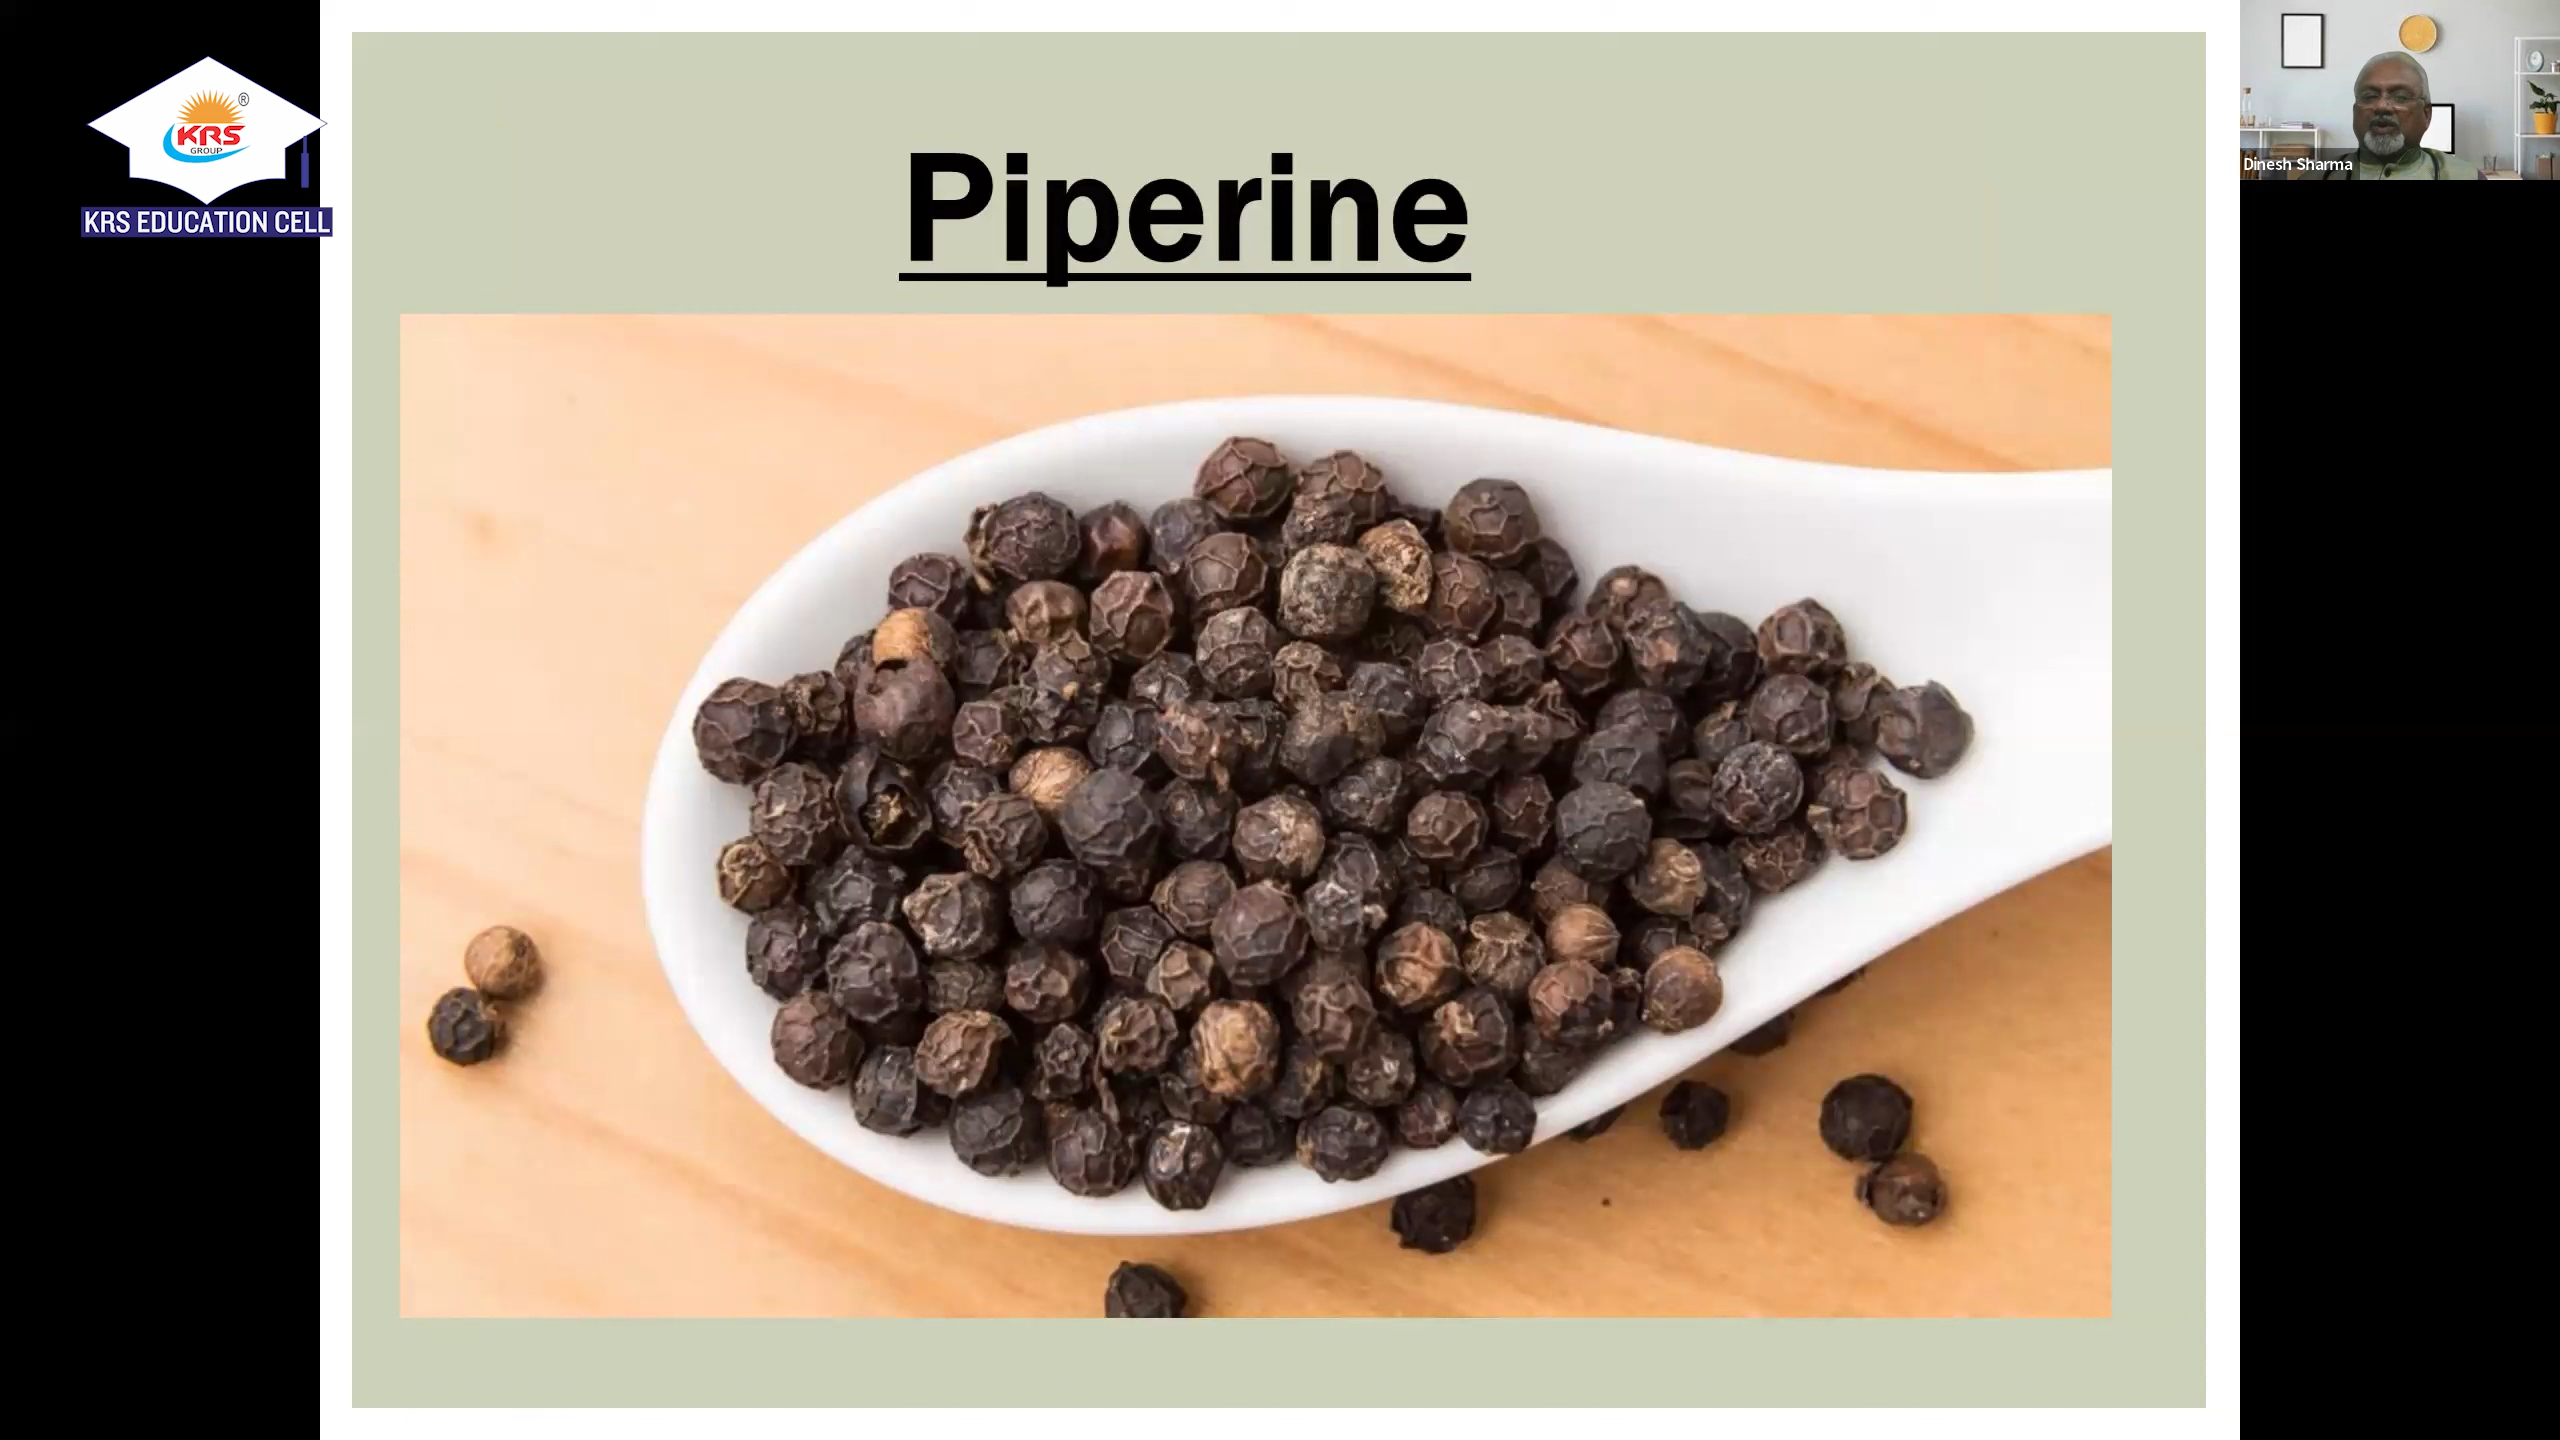 KRS
®
GROUP
KRS EDUCATION CELL
Piperine
Dinesh Sharma